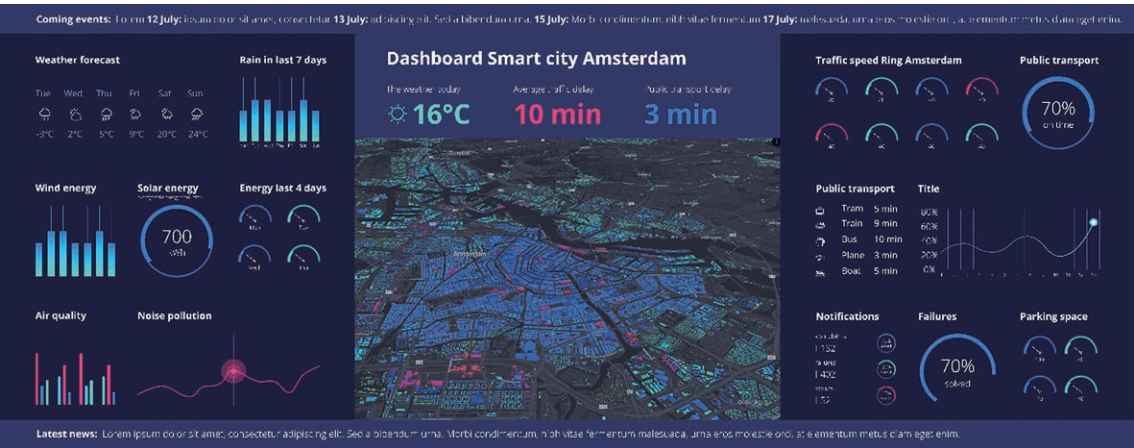 Coming events: Lorem 12 July: ipsum dolor sit amet, consectetur 13 July: adipiscing elit. Sed a bibendum urna. 15 July: Morbi condimentum, nibh vitae fermentum 17 July: malesuada, urna eros molestie orci, at elementum metus diam eget enim.
Dashboard Smart city Amsterdam
The weather today
16°C
Average traffic delay
10 min
Public transport delay
3 min
Weather forecast
Tue Wed Thu Fri Sat Sun
-3°C 2°C 5°C 9°C 20°C 24°C
Rain in last 7 days
Wind energy
Solar energy
700
kWh
Energy last 4 days
Mon Tue
Wed Thu
Air quality
Noise pollution
Amsterdam
Traffic speed Ring Amsterdam
Public transport
70%
on time
Public transport
Tram 5 min
Train 9 min
Bus 10 min
Plane 3 min
Boat 5 min
Title
80%
60%
40%
20%
0%
Notifications
Failures
70%
solved
Parking space
Latest news: Lorem ipsum dolor sit amet, consectetur adipiscing elit. Sed a bibendum urna. Morbi condimentum, nibh vitae fermentum malesuada, urna eros molestie orci, at elementum metus diam eget enim.